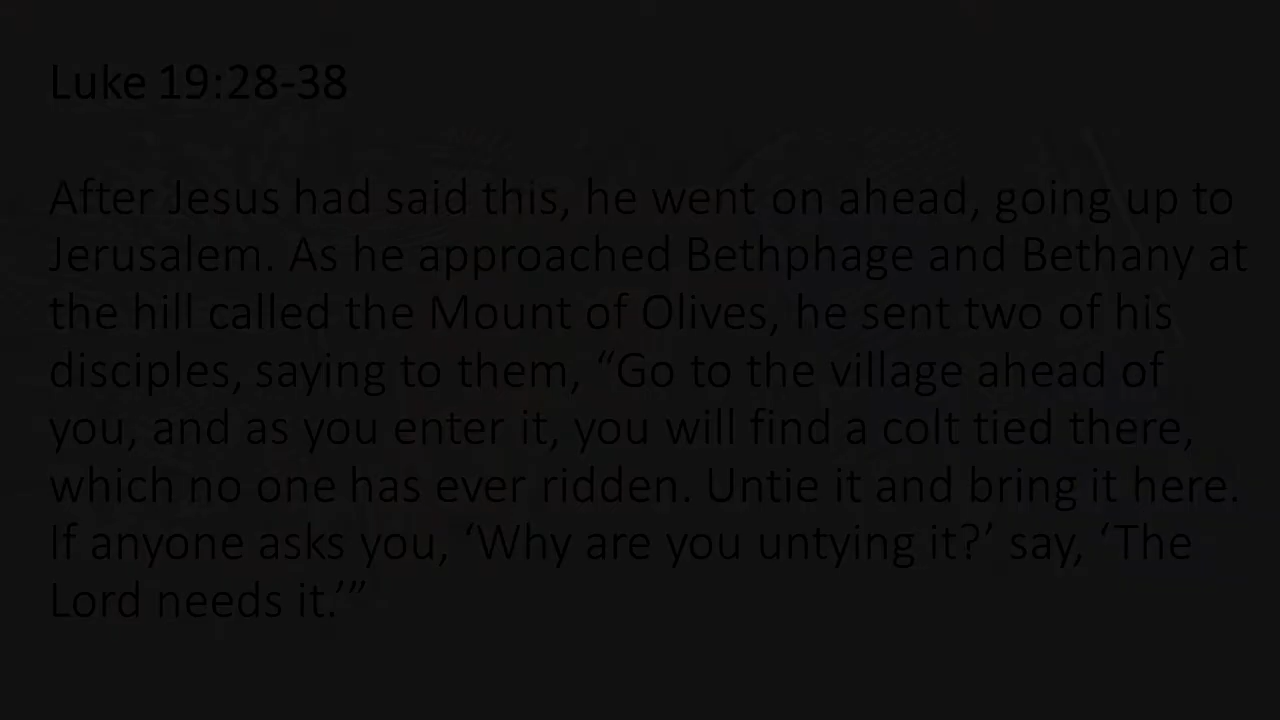 Luke 19:28-38
After Jesus had said this, he went on ahead, going up to
Jerusalem. As he approached Bethphage and Bethany at
the hill called the Mount of Olives, he sent two of his
disciples, saying to them, “Go to the village ahead of
you, and as you enter it, you will find a colt tied there,
which no one has ever ridden. Untie it and bring it here.
If anyone asks you, ‘Why are you untying it?’ say, ‘The
Lord needs it.’”